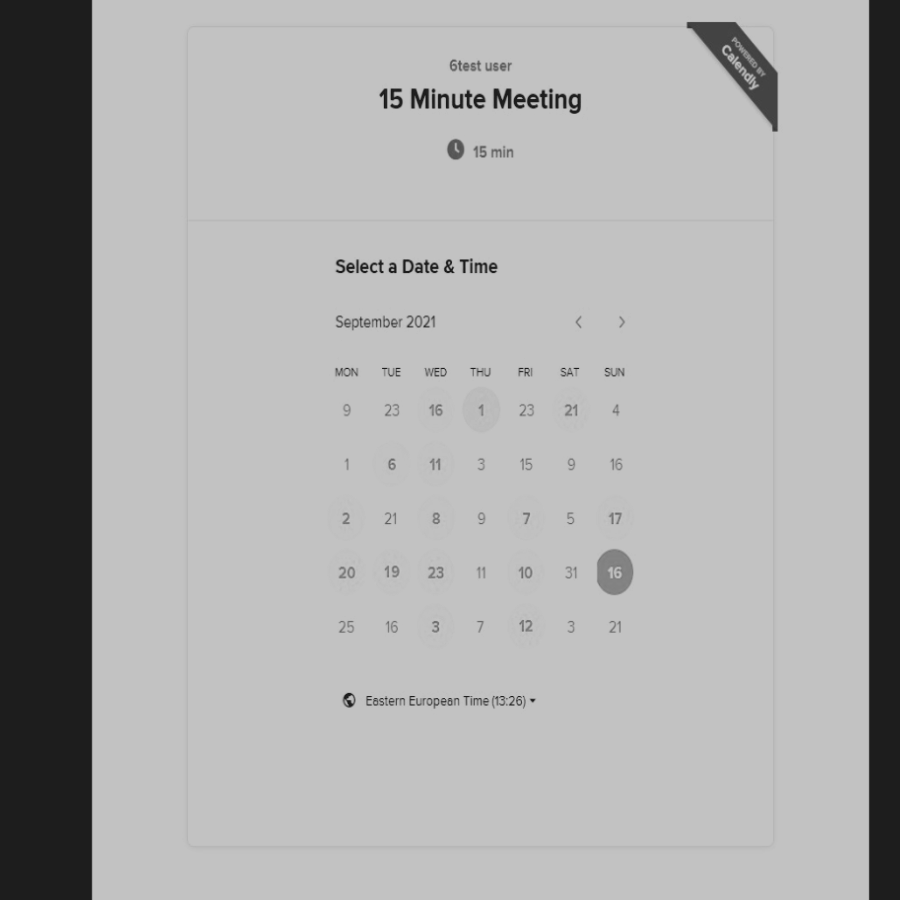 POWERED BY
Calendly
6test user
15 Minute Meeting
15 min
Select a Date & Time
September 2021
MON TUE WED THU FRI SAT SUN
9 23 16 1 23 21 4
1 6 11 3 15 9 16
2 21 8 9 7 5 17
20 19 23 11 10 31 16
25 16 3 7 12 3 21
Eastern European Time (13:26)